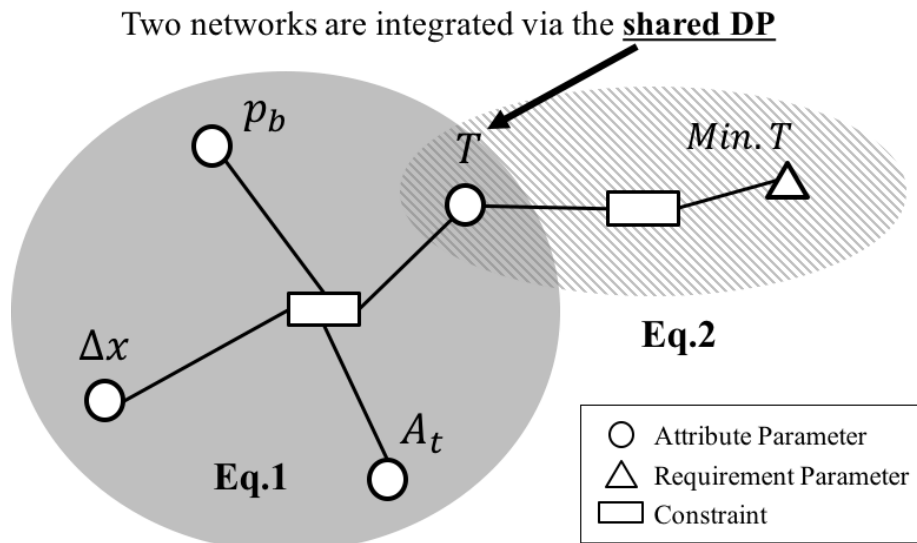 Two networks are integrated via the shared DP
p_b
T
Min. T
Δx
Eq.2
A_t
Eq.1
Attribute Parameter
Requirement Parameter
Constraint